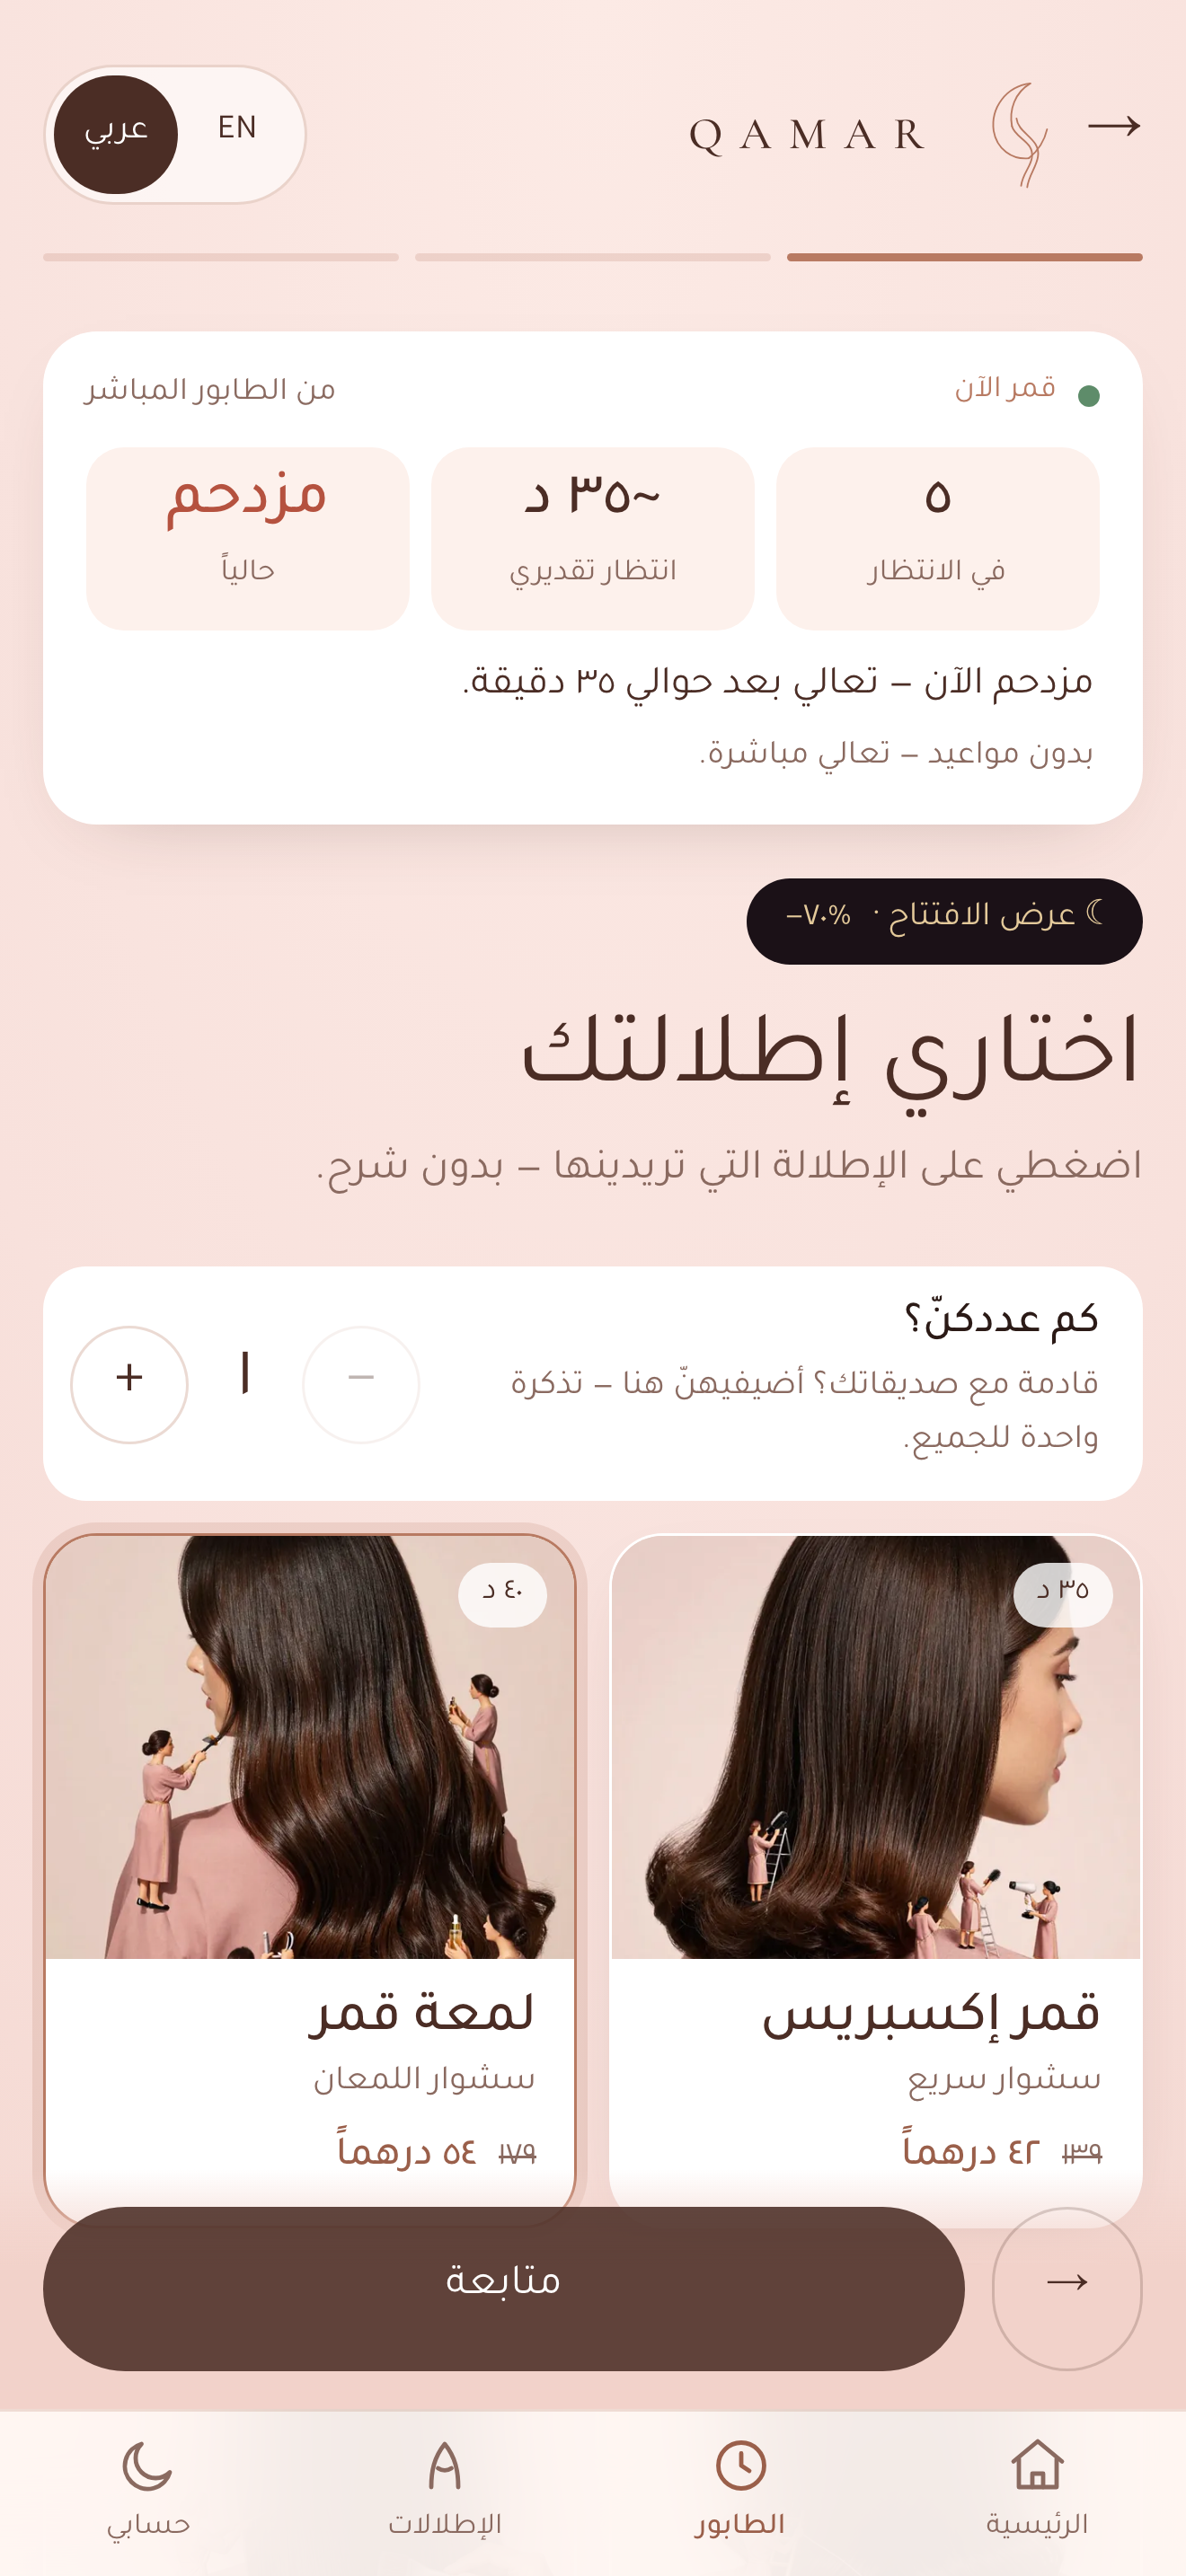 → QAMAR
EN عربي
قمر الآن
من الطابور المباشر
٥
في الانتظار
~٣٥ د
انتظار تقديري
مزدحم
حالياً
مزدحم الآن – تعالي بعد حوالي ٣٥ دقيقة.
بدون مواعيد – تعالي مباشرة.
☾ عرض الافتتاح · ٧٠%–
اختاري إطلالتك
اضغطي على الإطلالة التي تريدينها – بدون شرح.
كم عددكنّ؟
قادمة مع صديقاتك؟ أضيفيهنّ هنا – تذكرة
واحدة للجميع.
− ١ +
٣٥ د
قمر إكسبريس
سشوار سريع
١٣٩ ٤٢ درهماً
٤٠ د
لمعة قمر
سشوار اللمعان
١٧٩ ٥٤ درهماً
→
متابعة
الرئيسية
الطابور
الإطلالات
حسابي